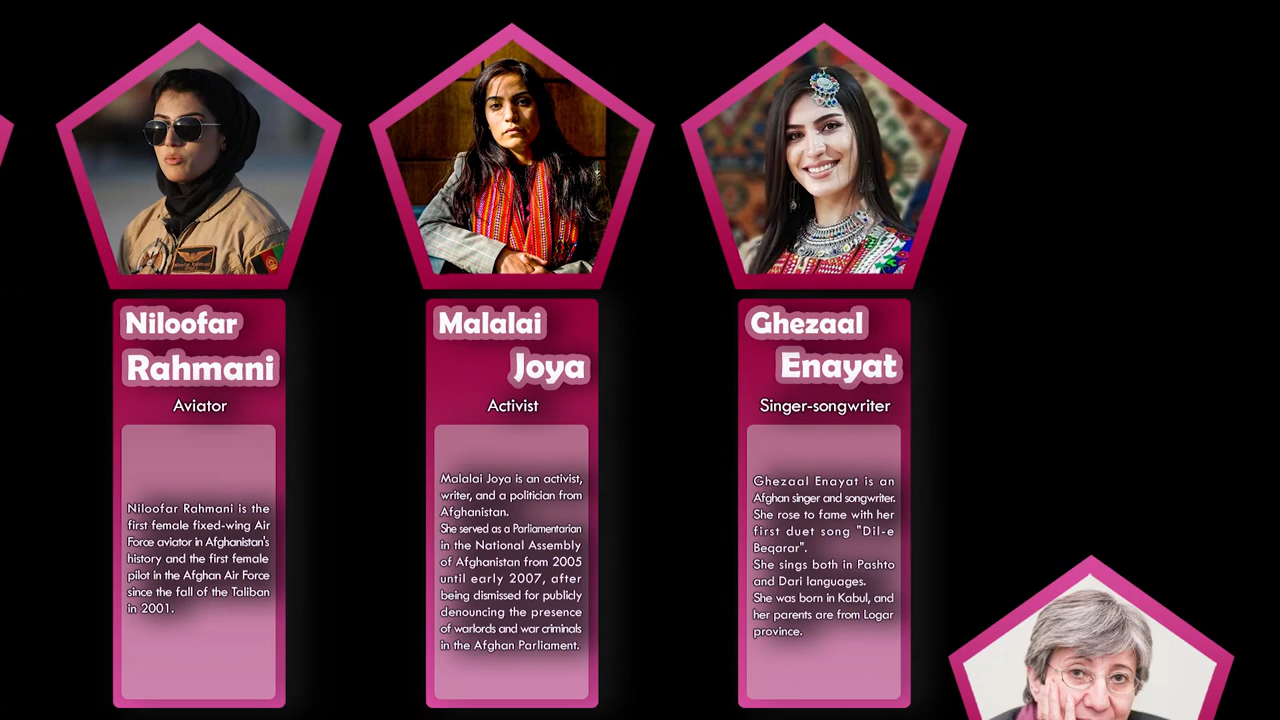 Niloofar
Rahmani
Aviator
Niloofar Rahmani is the
first female fixed-wing Air
Force aviator in Afghanistan's
history and the first female
pilot in the Afghan Air Force
since the fall of the Taliban
in 2001.
Malalai
Joya
Activist
Malalai Joya is an activist,
writer, and a politician from
Afghanistan.
She served as a Parliamentarian
in the National Assembly
of Afghanistan from 2005
until early 2007, after
being dismissed for publicly
denouncing the presence
of warlords and war criminals
in the Afghan Parliament.
Ghezaal
Enayat
Singer-songwriter
Ghezaal Enayat is an
Afghan singer and songwriter.
She rose to fame with her
first duet song "Dil-e
Beqarar".
She sings both in Pashto
and Dari languages.
She was born in Kabul, and
her parents are from Logar
province.